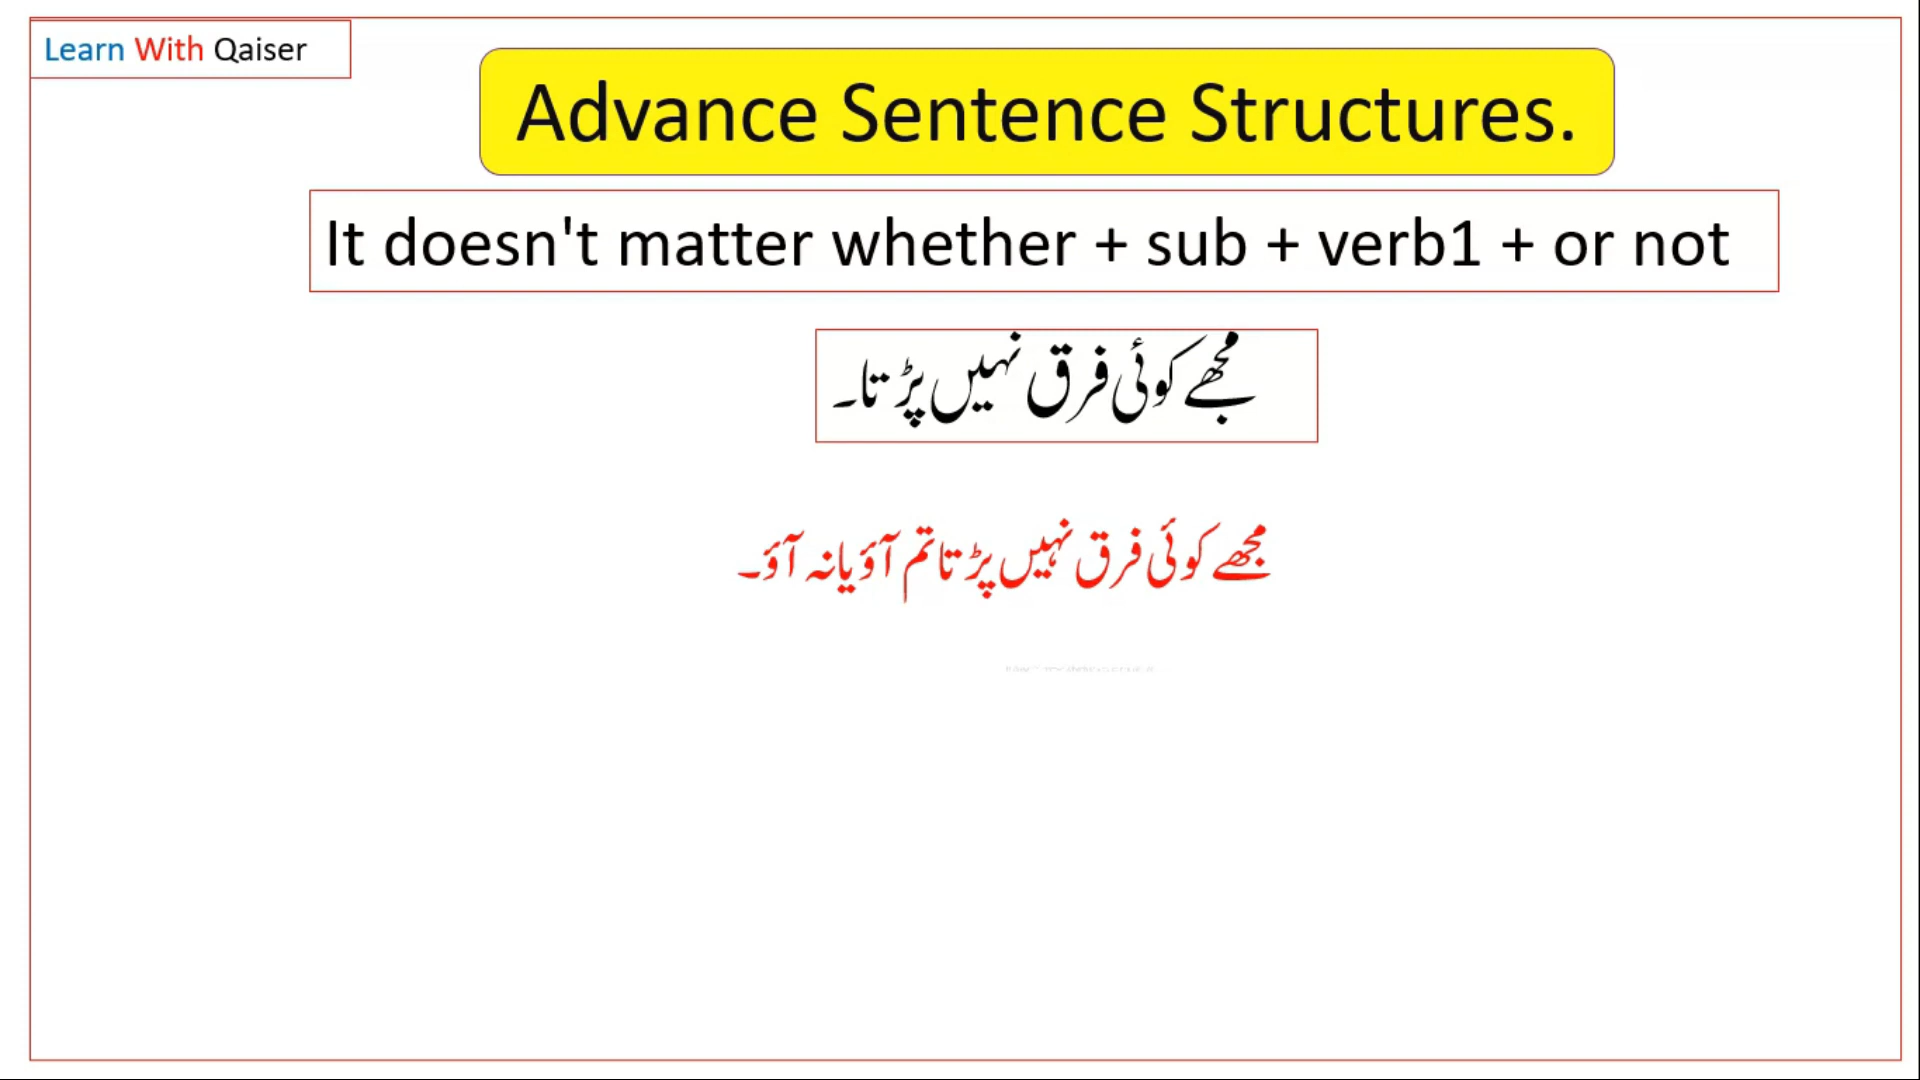 Learn With Qaiser
Advance Sentence Structures.
It doesn't matter whether + sub + verb1 + or not
مجھے کوئی فرق نہیں پڑتا۔
مجھے کوئی فرق نہیں پڑتا تم آؤ یا نہ آؤ۔